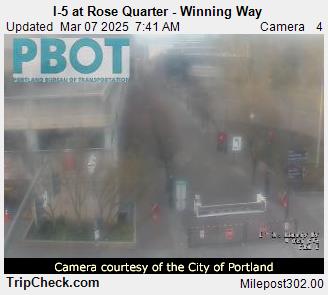 I-5 at Rose Quarter - Winning Way
Updated Mar 07 2025 7:41 AM Camera 4
PBOT
PORTLAND BUREAU OF TRANSPORTATION
Camera courtesy of the City of Portland
TripCheck.com Milepost302.00